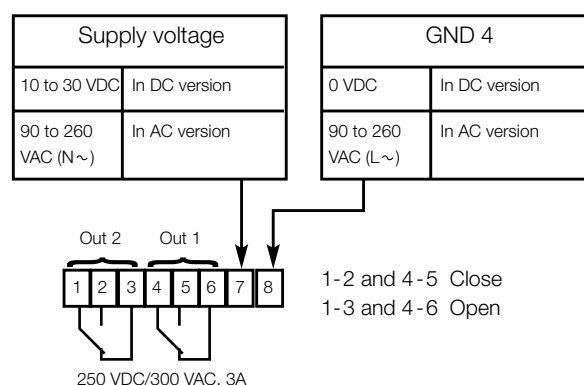 Supply voltage
10 to 30 VDC In DC version
90 to 260 VAC (N~) In AC version
GND 4
0 VDC In DC version
90 to 260 VAC (L~) In AC version
Out 2 Out 1
1 2 3 4 5 6 7 8
1-2 and 4-5 Close
1-3 and 4-6 Open
250 VDC/300 VAC, 3A